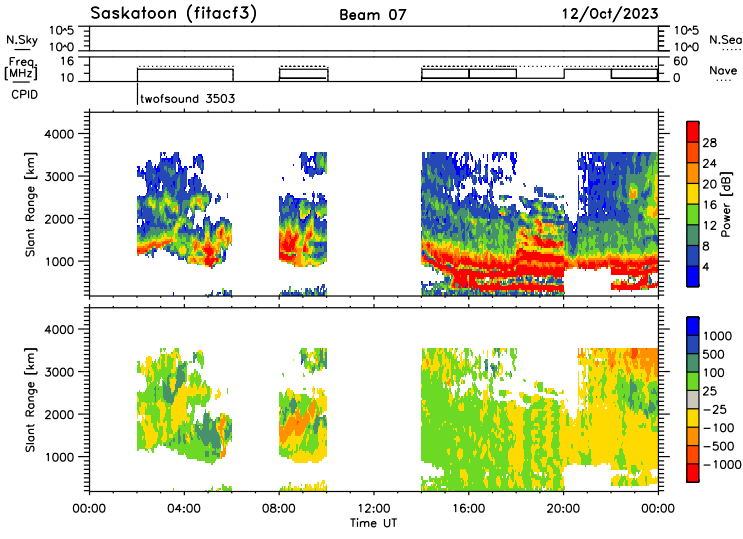 Saskatoon (fitacf3) Beam 07 12/Oct/2023
10^5 10^5
N.Sky N.Sea
10^0 10^0
Freq. 16 60
[MHz] Nave
10 0
CPID
twofsound 3503
4000
3000
2000
1000
Slant Range [km]
28
24
20
16
12
8
4
Power [dB]
4000
3000
2000
1000
Slant Range [km]
1000
500
100
25
-25
-100
-500
-1000
00:00 04:00 08:00 12:00 16:00 20:00 00:00
Time UT